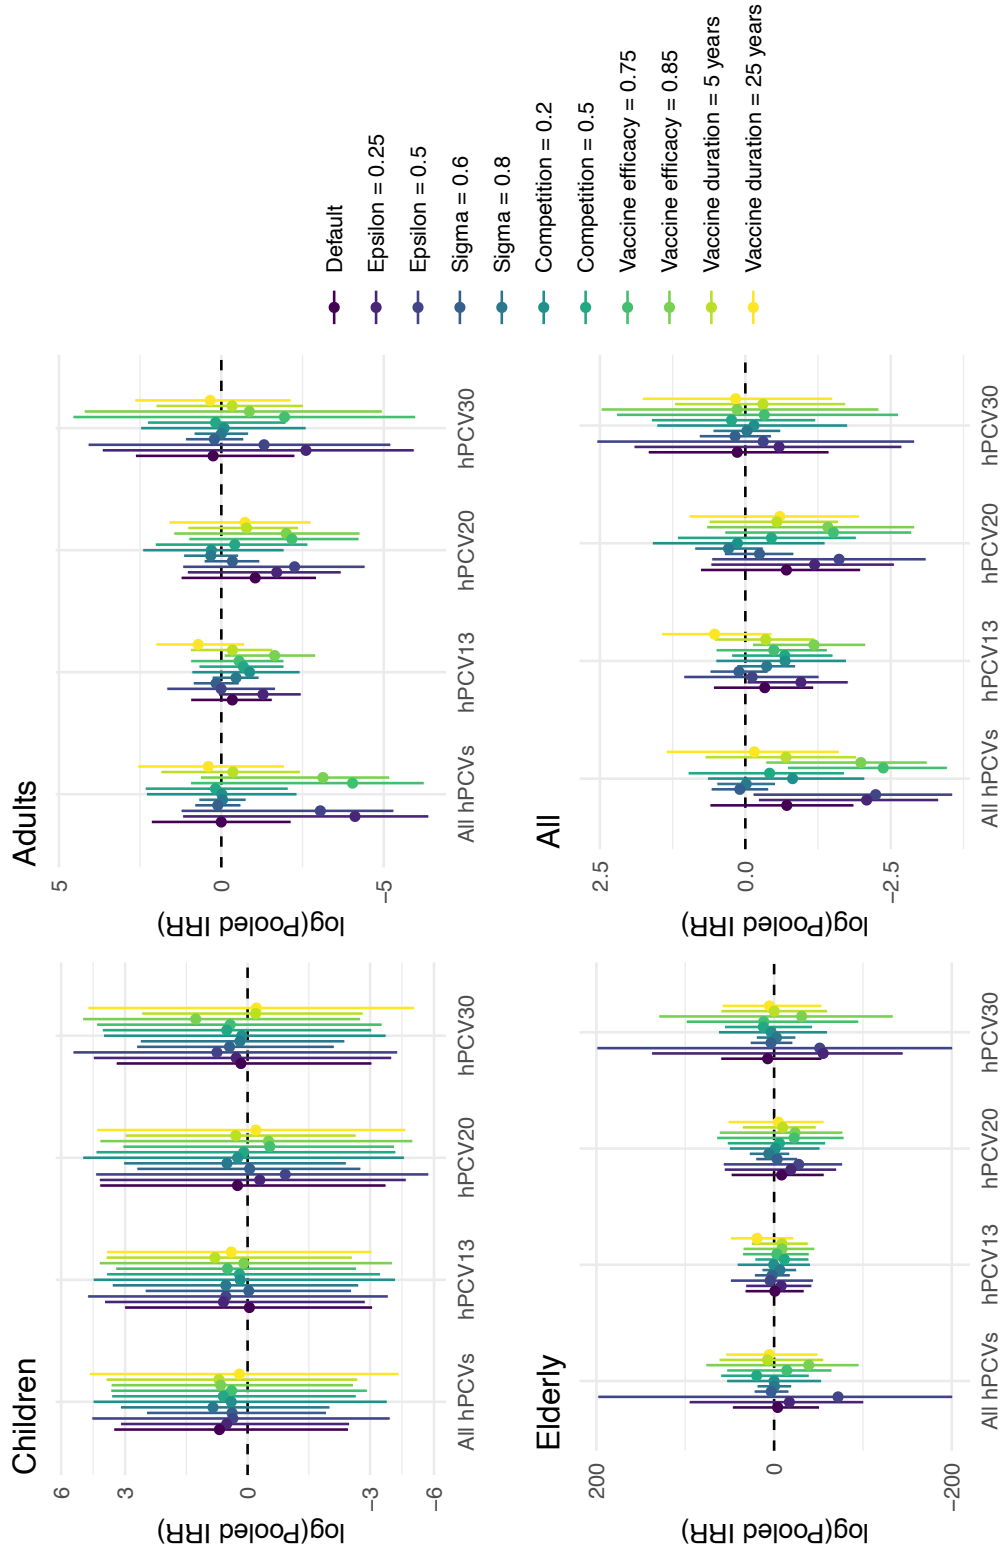 Children
log(Pooled IRR)
6
3
0
−3
−6
All hPCVs
hPCV13
hPCV20
hPCV30
Adults
log(Pooled IRR)
5
0
−5
All hPCVs
hPCV13
hPCV20
hPCV30
Elderly
log(Pooled IRR)
200
0
−200
All hPCVs
hPCV13
hPCV20
hPCV30
All
log(Pooled IRR)
2.5
0.0
−2.5
All hPCVs
hPCV13
hPCV20
hPCV30
Default
Epsilon = 0.25
Epsilon = 0.5
Sigma = 0.6
Sigma = 0.8
Competition = 0.2
Competition = 0.5
Vaccine efficacy = 0.75
Vaccine efficacy = 0.85
Vaccine duration = 5 years
Vaccine duration = 25 years